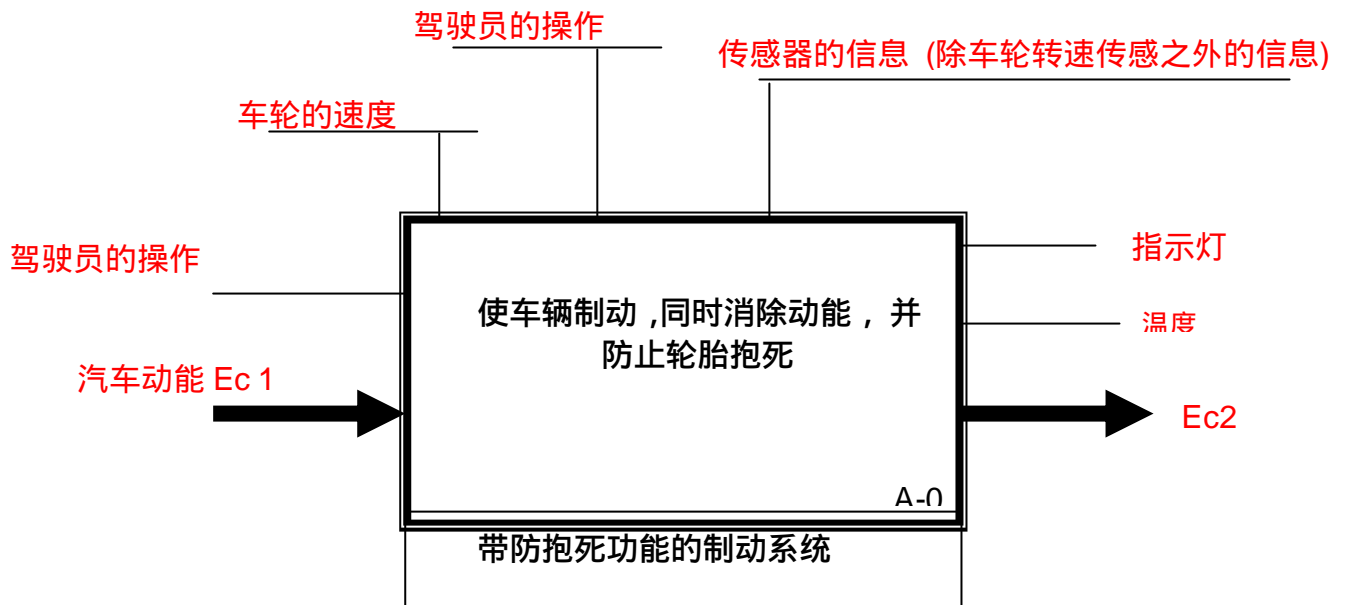 驾驶员的操作
传感器的信息 (除车轮转速传感之外的信息)
车轮的速度
驾驶员的操作
指示灯
使车辆制动 ,同时消除动能 , 并
防止轮胎抱死
温度
汽车动能 Ec 1
Ec2
A-0
带防抱死功能的制动系统